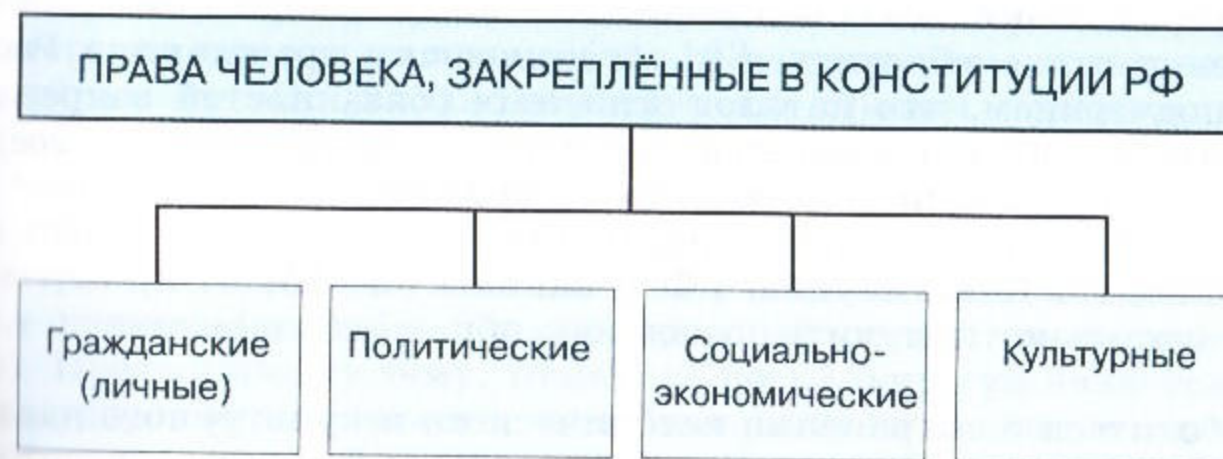 ПРАВА ЧЕЛОВЕКА, ЗАКРЕПЛЁННЫЕ В КОНСТИТУЦИИ РФ
Гражданские
(личные)
Политические
Социально-
экономические
Культурные